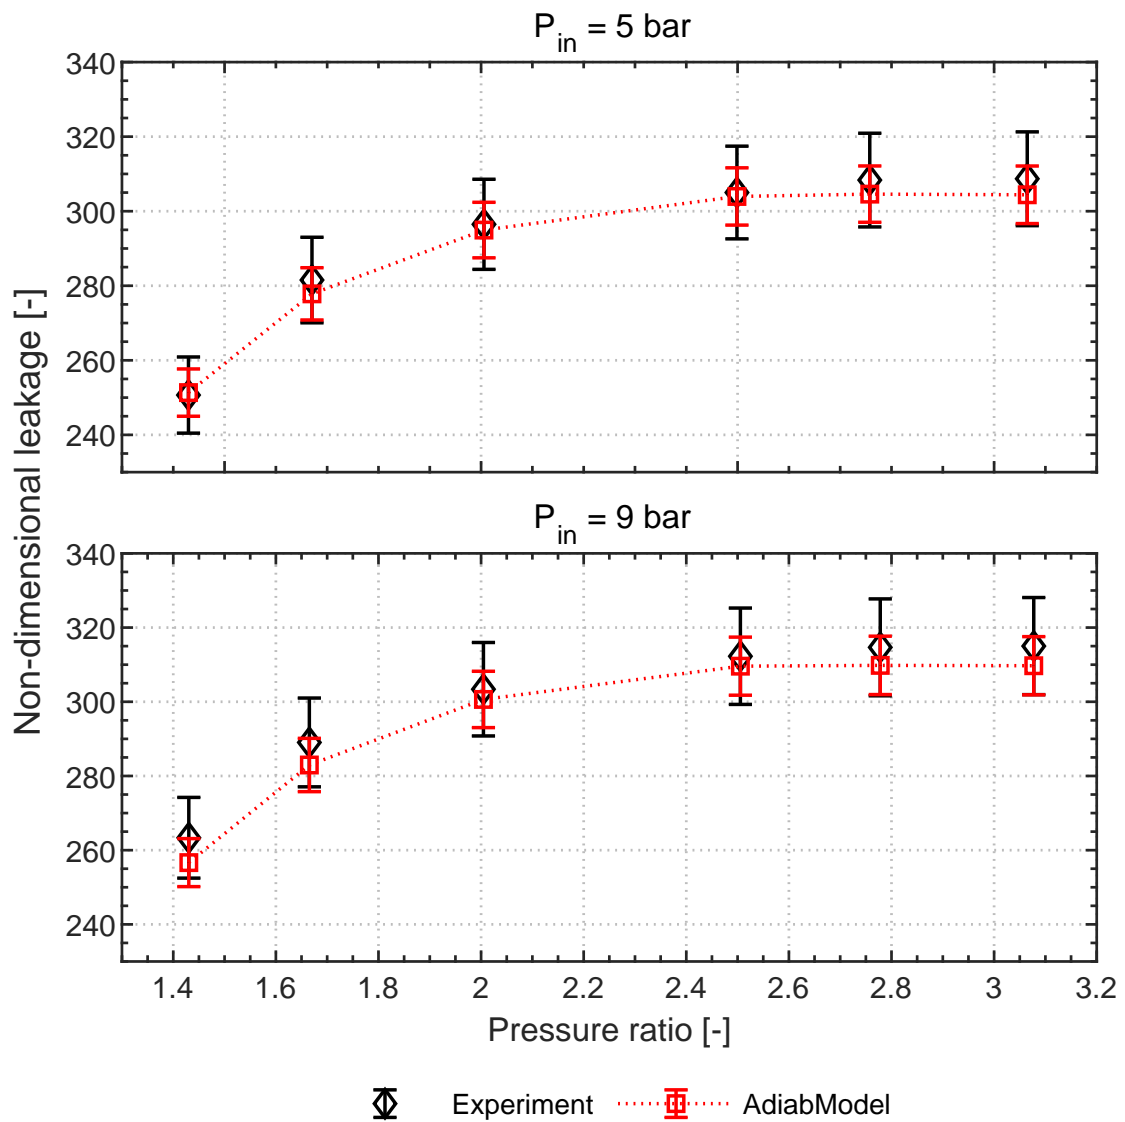 P_in = 5 bar
340
320
300
280
260
240
P_in = 9 bar
340
320
300
280
260
240
1.4 1.6 1.8 2 2.2 2.4 2.6 2.8 3 3.2
Non-dimensional leakage [-]
Pressure ratio [-]
Experiment AdiabModel